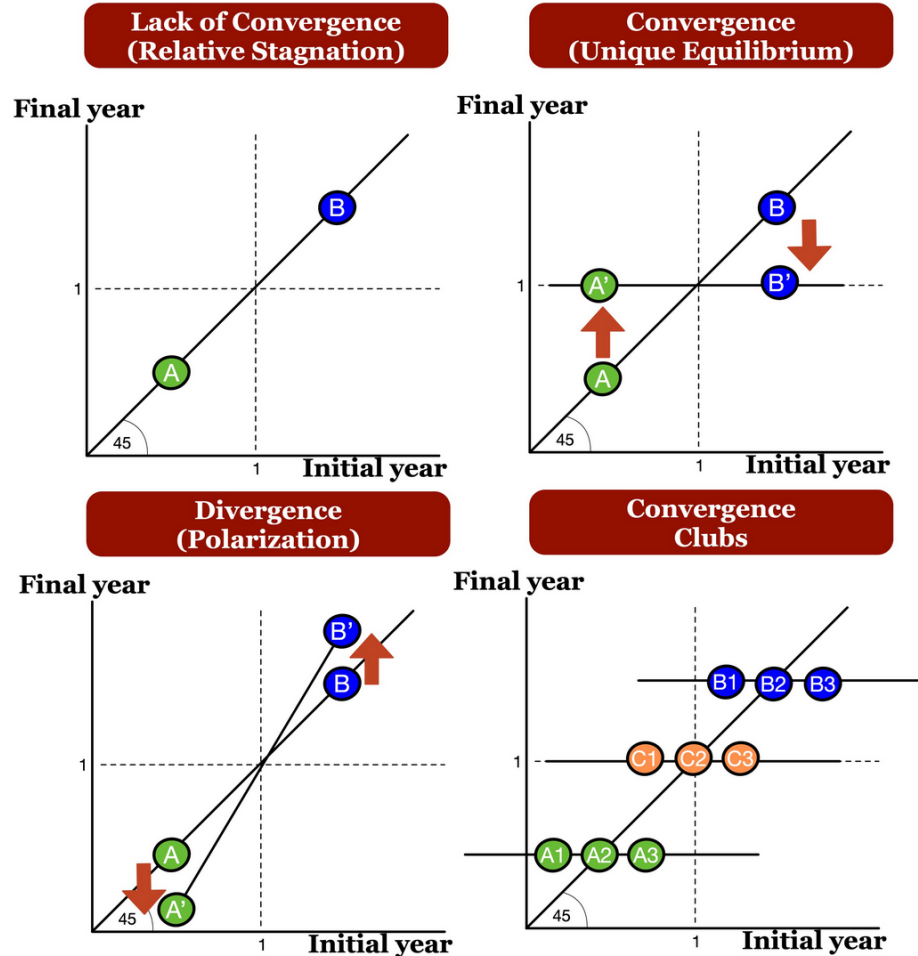 Lack of Convergence
(Relative Stagnation)
Final year
B
1
A
45
1
Initial year
Convergence
(Unique Equilibrium)
Final year
B
1
A'
B'
A
45
1
Initial year
Divergence
(Polarization)
Final year
B'
B
1
A
A'
45
1
Initial year
Convergence
Clubs
Final year
B1 B2 B3
1
C1 C2 C3
A1 A2 A3
45
1
Initial year